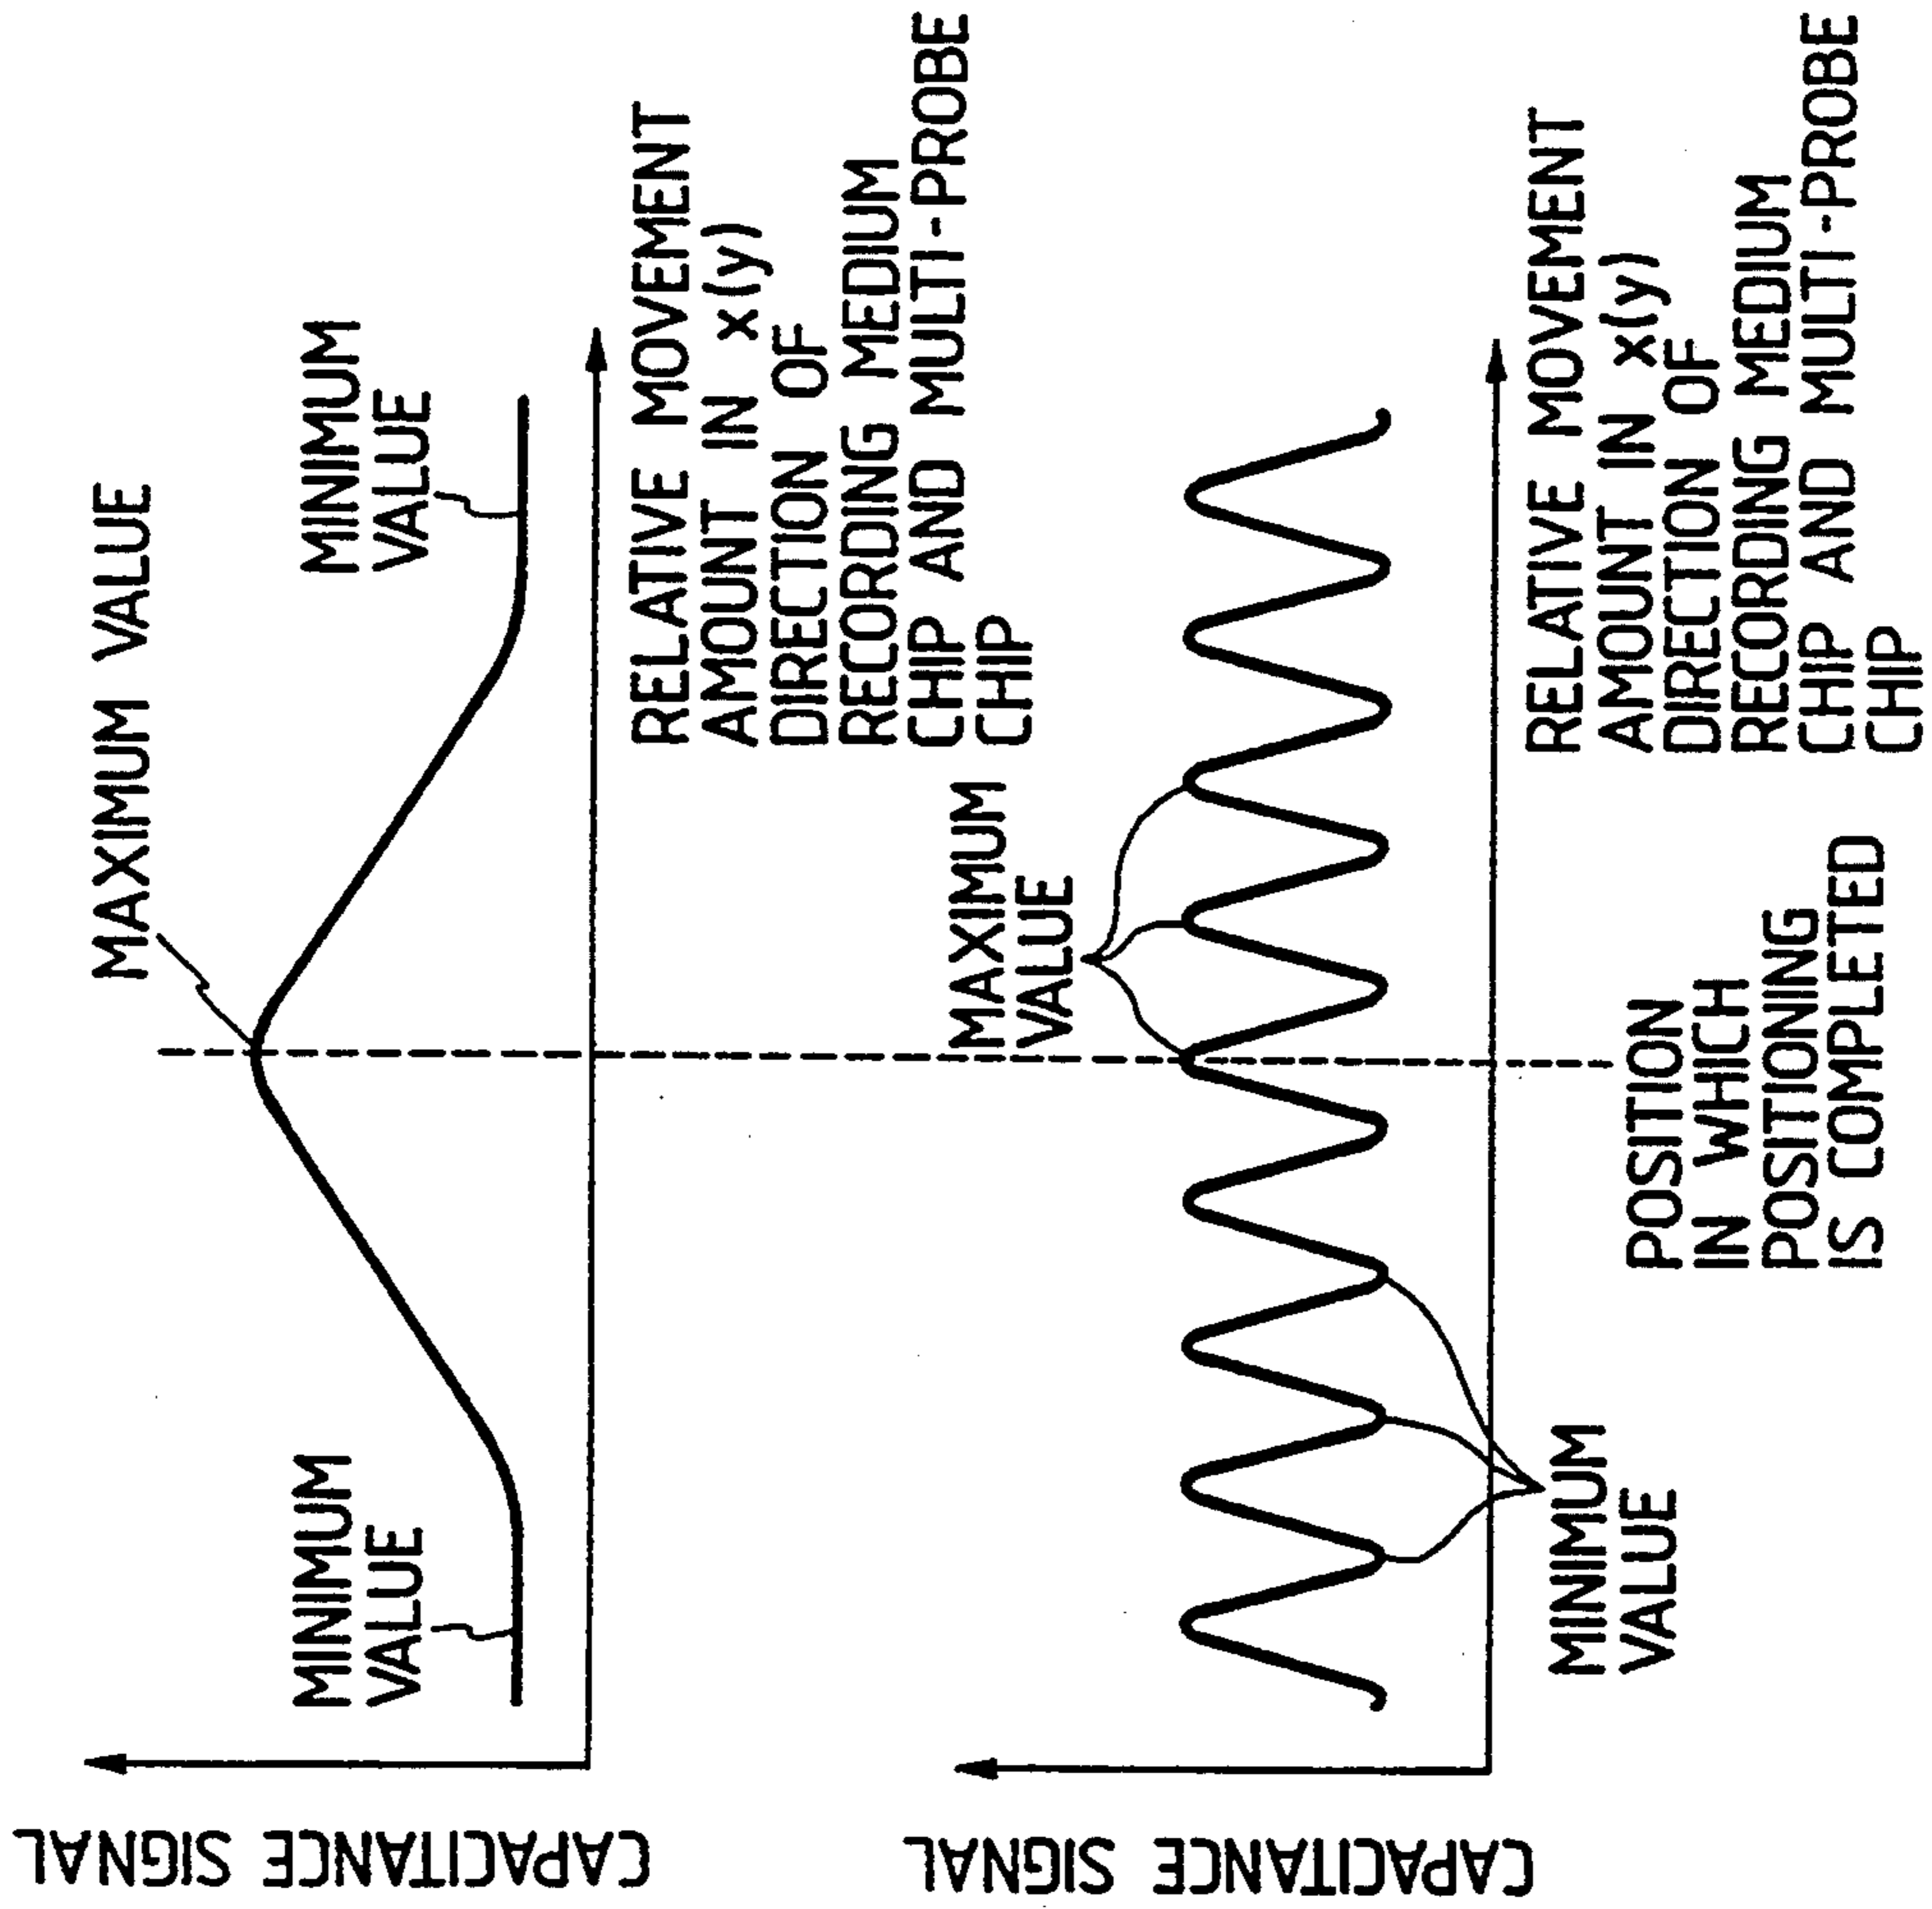 CAPACITANCE SIGNAL
MINIMUM
VALUE
MAXIMUM VALUE
MINIMUM
VALUE
RELATIVE MOVEMENT
AMOUNT IN x(y)
DIRECTION OF
RECORDING MEDIUM
CHIP AND MULTI-PROBE
CHIP
CAPACITANCE SIGNAL
MAXIMUM
VALUE
MINIMUM
VALUE
POSITION
IN WHICH
POSITIONING
IS COMPLETED
RELATIVE MOVEMENT
AMOUNT IN x(y)
DIRECTION OF
RECORDING MEDIUM
CHIP AND MULTI-PROBE
CHIP